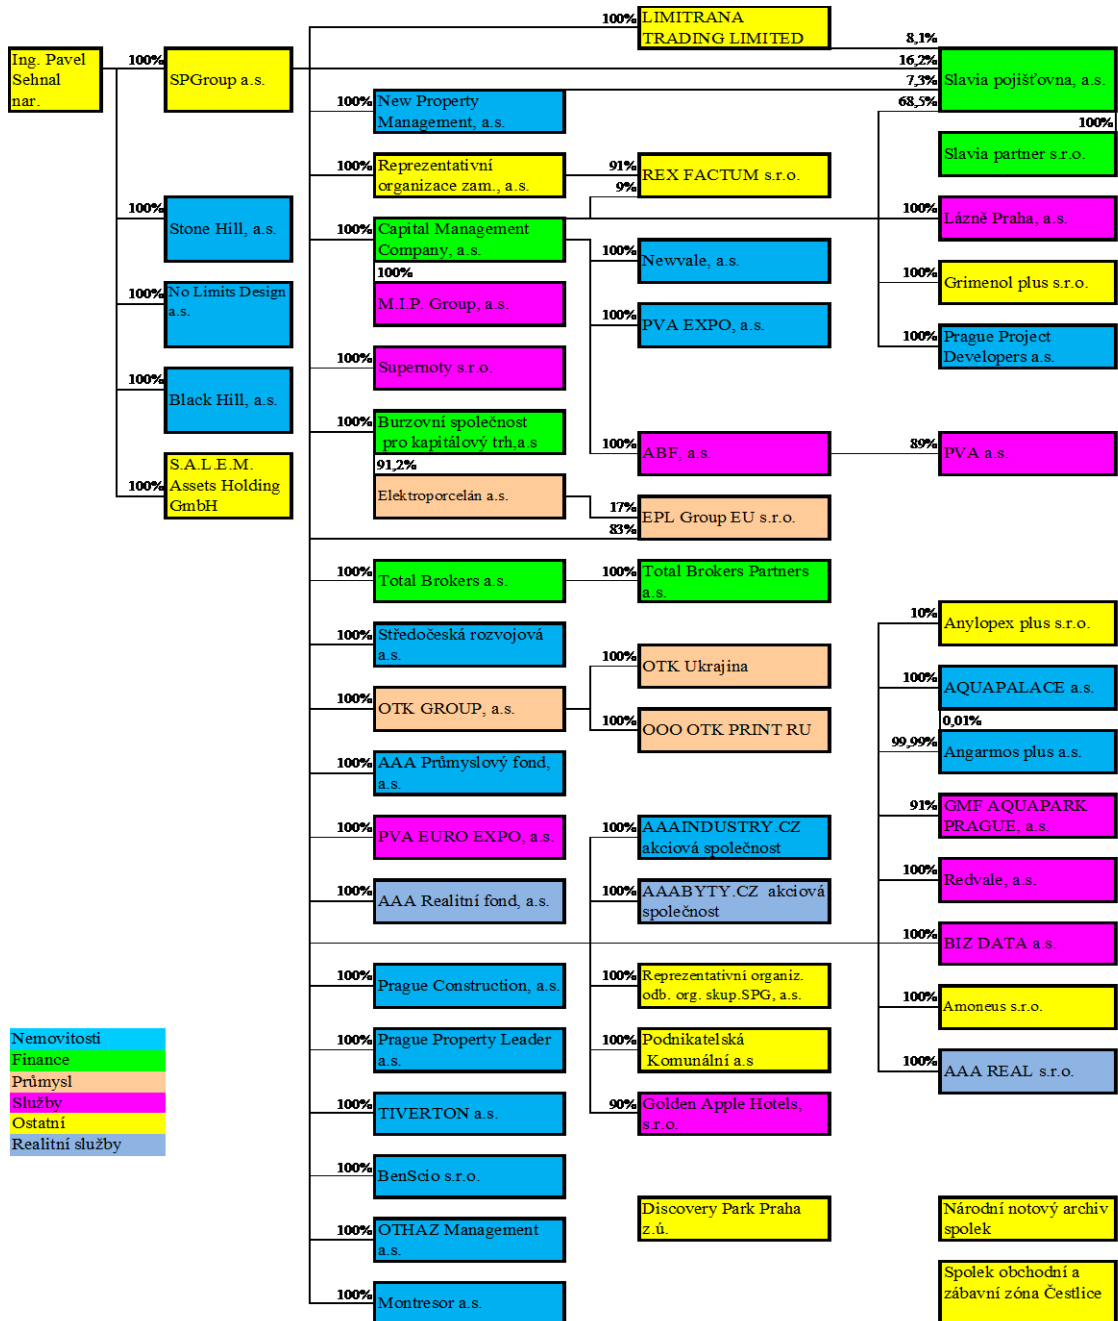 Ing. Pavel
Sehnal
nar.
100%
SPGroup a.s.
100%
Stone Hill, a.s.
100%
No Limits Design
a.s.
100%
Black Hill, a.s.
100%
S.A.L.E.M.
Assets Holding
GmbH
Nemovitosti
Finance
Průmysl
Služby
Ostatní
Realitní služby
100%
New Property
Management, a.s.
100%
Reprezentativní
organizace zam., a.s.
100%
Capital Management
Company, a.s.
100%
M.I.P. Group, a.s.
100%
Supernoty s.r.o.
100%
Burzovní společnost
pro kapitálový trh,a.s
91,2%
Elektroporcelán a.s.
100%
Total Brokers a.s.
100%
Středočeská rozvojová
a.s.
100%
OTK GROUP, a.s.
100%
AAA Průmyslový fond,
a.s.
100%
PVA EURO EXPO, a.s.
100%
AAA Realitní fond, a.s.
100%
Prague Construction, a.s.
100%
Prague Property Leader
a.s.
100%
TIVERTON a.s.
100%
BenScio s.r.o.
100%
OTHAZ Management
a.s.
100%
Montresor a.s.
100%
LIMITRANA
TRADING LIMITED
91%
REX FACTUM s.r.o.
9%
100%
Newvale, a.s.
100%
PVA EXPO, a.s.
100%
ABF, a.s.
17%
EPL Group EU s.r.o.
83%
100%
Total Brokers Partners
a.s.
100%
OTK Ukrajina
100%
OOO OTK PRINT RU
100%
AAAINDUSTRY.CZ
akciová společnost
100%
AAABYTY.CZ akciová
společnost
100%
Reprezentativní organiz.
odb. org. skup.SPG, a.s.
100%
Podnikatelská
Komunální a.s
90%
Golden Apple Hotels,
s.r.o.
Discovery Park Praha
z.ú.
8,1%
16,2%
7,3%
68,5%
Slavia pojišťovna, a.s.
100%
Slavia partner s.r.o.
100%
Lázně Praha, a.s.
100%
Grimenol plus s.r.o.
100%
Prague Project
Developers a.s.
89%
PVA a.s.
10%
Anylopex plus s.r.o.
100%
AQUAPALACE a.s.
0,01%
99,99%
Angarmos plus a.s.
91%
GMF AQUAPARK
PRAGUE, a.s.
100%
Redvale, a.s.
100%
BIZ DATA a.s.
100%
Amoneus s.r.o.
100%
AAA REAL s.r.o.
Národní notový archiv
spolek
Spolek obchodní a
zábavní zóna Čestlice